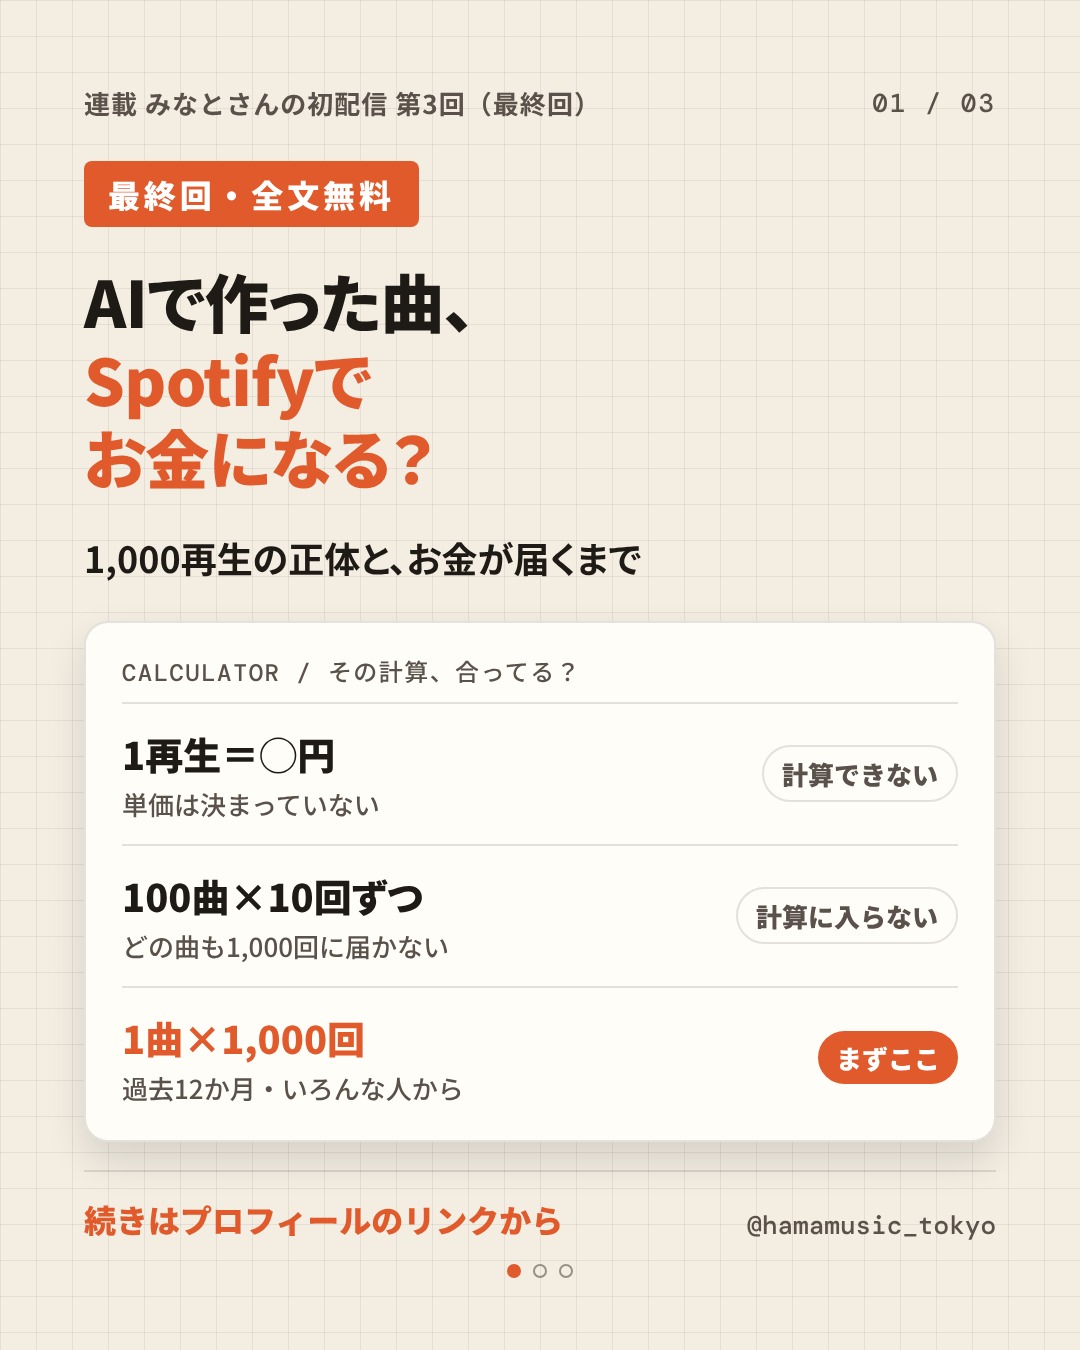 連載 みなとさんの初配信 第3回（最終回）
01 / 03
最終回・全文無料
AIで作った曲、
Spotifyで
お金になる？
1,000再生の正体と、お金が届くまで
CALCULATOR / その計算、合ってる？
1再生＝◯円
計算できない
単価は決まっていない
100曲×10回ずつ
計算に入らない
どの曲も1,000回に届かない
1曲×1,000回
まずここ
過去12か月・いろんな人から
続きはプロフィールのリンクから
@hamamusic_tokyo